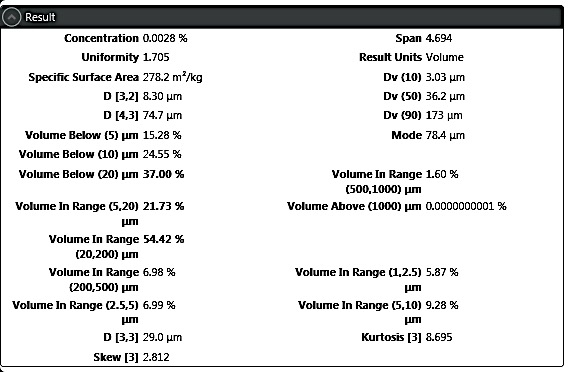 Result
Concentration 0.0028 % Span 4.694
Uniformity 1.705 Result Units Volume
Specific Surface Area 278.2 m²/kg Dv (10) 3.03 µm
D [3,2] 8.30 µm Dv (50) 36.2 µm
D [4,3] 74.7 µm Dv (90) 173 µm
Volume Below (5) µm 15.28 % Mode 78.4 µm
Volume Below (10) µm 24.55 %
Volume Below (20) µm 37.00 % Volume In Range 1.60 %
(500,1000) µm
Volume In Range (5,20) 21.73 % Volume Above (1000) µm 0.0000000001 %
µm
Volume In Range 54.42 %
(20,200) µm
Volume In Range 6.98 % Volume In Range (1,2.5) 5.87 %
(200,500) µm µm
Volume In Range (2.5,5) 6.99 % Volume In Range (5,10) 9.28 %
µm µm
D [3,3] 29.0 µm Kurtosis [3] 8.695
Skew [3] 2.812